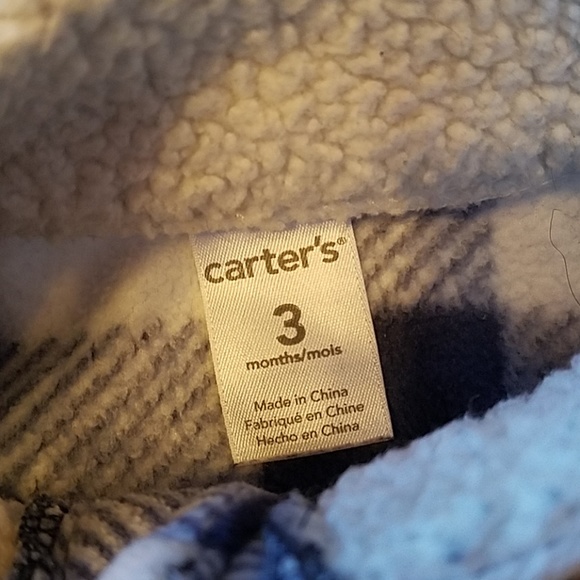 carter's®
3
months/mois
Made in China
Fabriqué en Chine
Hecho en China